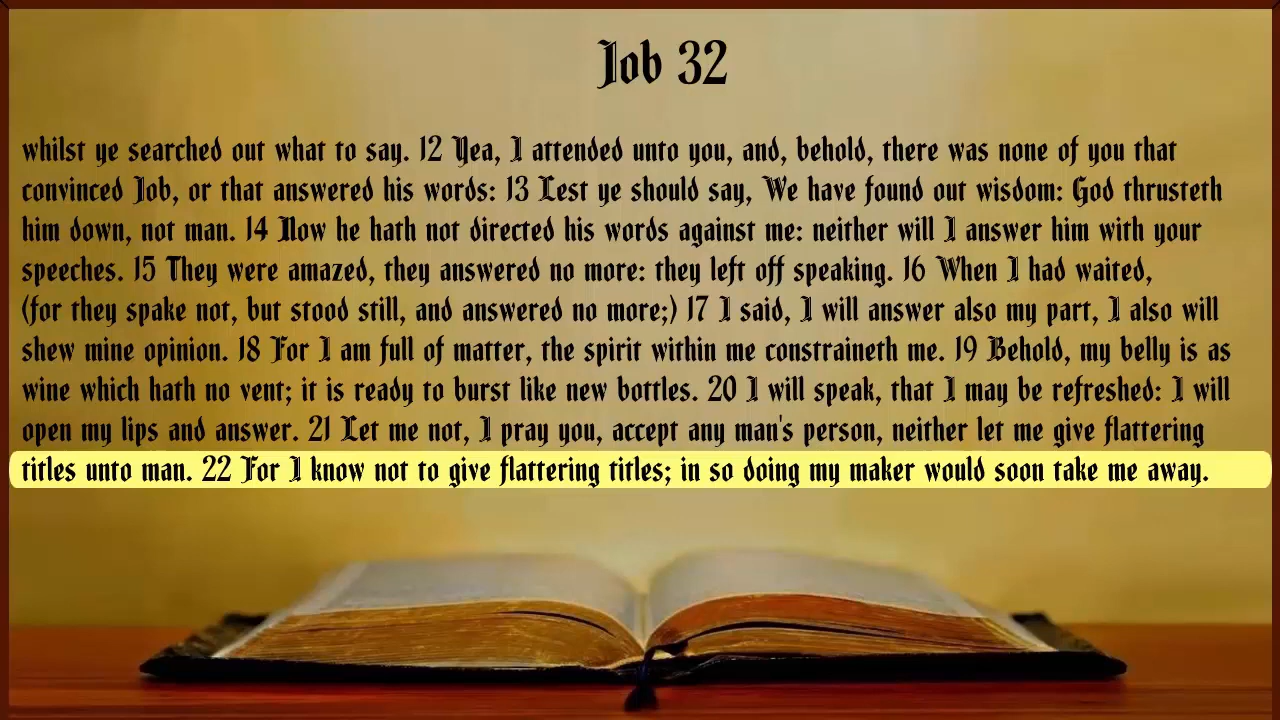 Job 32
whilst ye searched out what to say. 12 Yea, I attended unto you, and, behold, there was none of you that
convinced Job, or that answered his words: 13 Lest ye should say, We have found out wisdom: God thrusteth
him down, not man. 14 Now he hath not directed his words against me: neither will I answer him with your
speeches. 15 They were amazed, they answered no more: they left off speaking. 16 When I had waited,
(for they spake not, but stood still, and answered no more;) 17 I said, I will answer also my part, I also will
shew mine opinion. 18 For I am full of matter, the spirit within me constraineth me. 19 Behold, my belly is as
wine which hath no vent; it is ready to burst like new bottles. 20 I will speak, that I may be refreshed: I will
open my lips and answer. 21 Let me not, I pray you, accept any man's person, neither let me give flattering
titles unto man. 22 For I know not to give flattering titles; in so doing my maker would soon take me away.